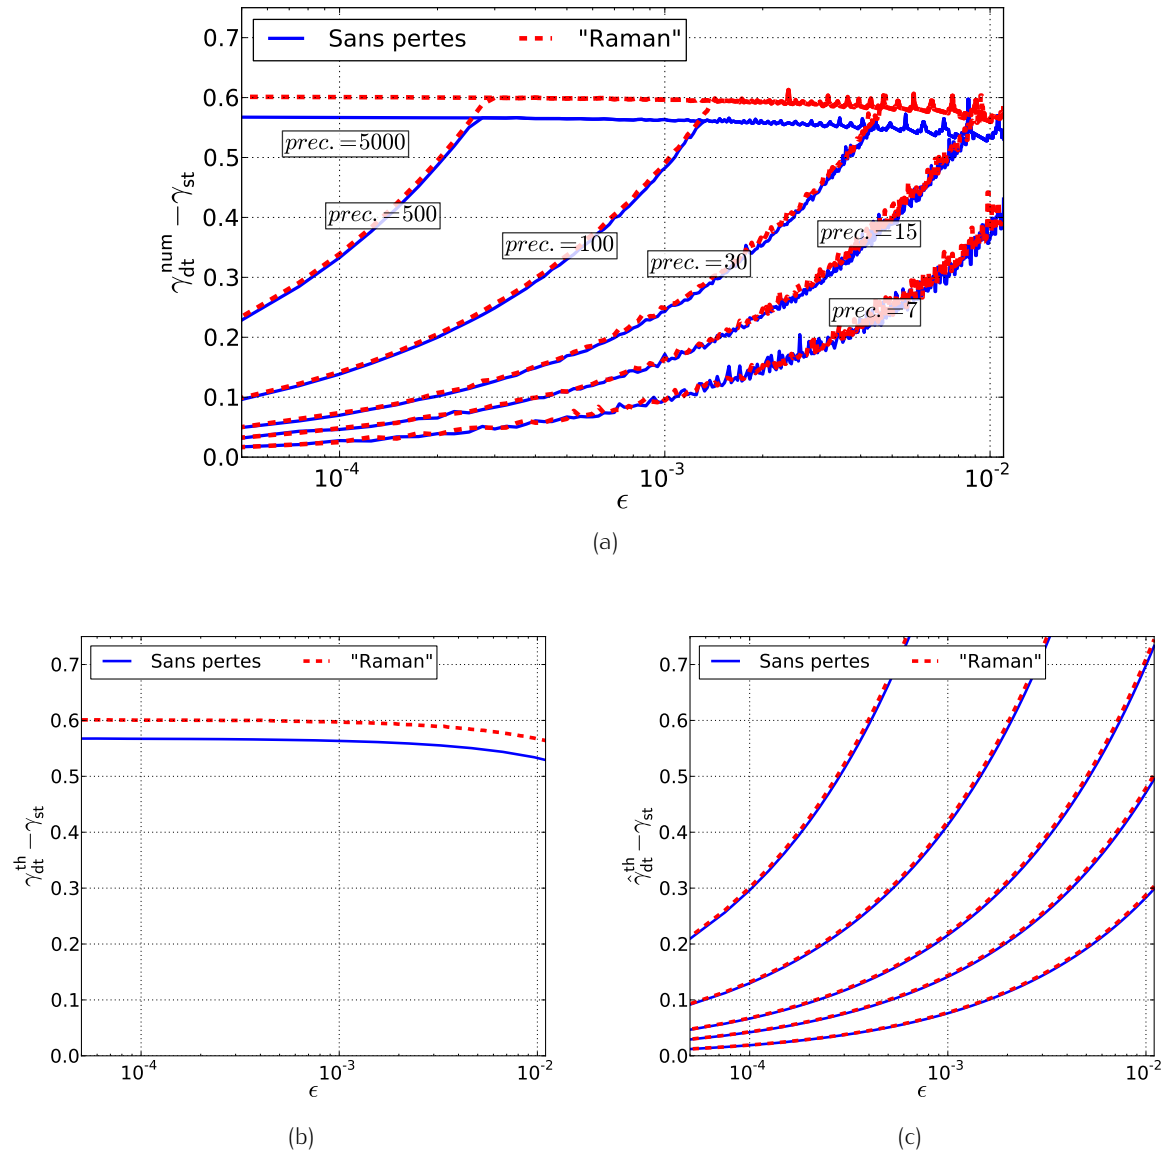 Sans pertes "Raman"
0.7
0.6
0.5
0.4
0.3
0.2
0.1
0.0
γ_dt^num − γ_st
prec. = 5000
prec. = 500
prec. = 100
prec. = 30
prec. = 15
prec. = 7
10^-4 10^-3 10^-2
ϵ
(a)
Sans pertes "Raman"
0.7
0.6
0.5
0.4
0.3
0.2
0.1
0.0
γ_dt^th − γ_st
10^-4 10^-3 10^-2
ϵ
(b)
Sans pertes "Raman"
0.7
0.6
0.5
0.4
0.3
0.2
0.1
0.0
γ̂_dt^th − γ_st
10^-4 10^-3 10^-2
ϵ
(c)